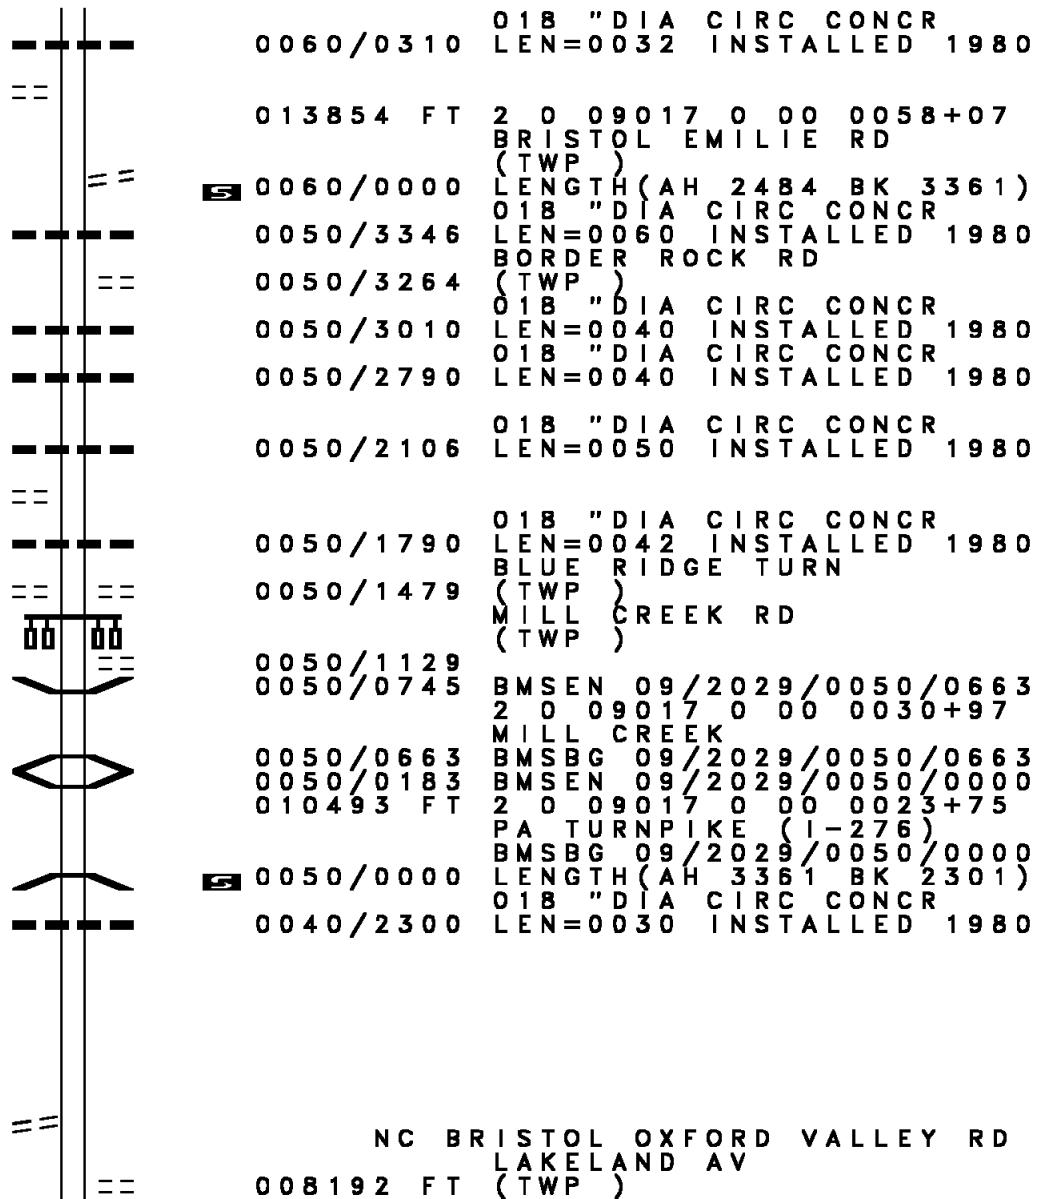 018 "DIA CIRC CONCR
0060/0310 LEN=0032 INSTALLED 1980
013854 FT 2 0 09017 0 00 0058+07
BRISTOL EMILIE RD
(TWP )
S 0060/0000 LENGTH(AH 2484 BK 3361)
018 "DIA CIRC CONCR
0050/3346 LEN=0060 INSTALLED 1980
BORDER ROCK RD
0050/3264 (TWP )
018 "DIA CIRC CONCR
0050/3010 LEN=0040 INSTALLED 1980
018 "DIA CIRC CONCR
0050/2790 LEN=0040 INSTALLED 1980
018 "DIA CIRC CONCR
0050/2106 LEN=0050 INSTALLED 1980
018 "DIA CIRC CONCR
0050/1790 LEN=0042 INSTALLED 1980
BLUE RIDGE TURN
0050/1479 (TWP )
MILL CREEK RD
(TWP )
0050/1129
0050/0745 BMSEN 09/2029/0050/0663
2 0 09017 0 00 0030+97
MILL CREEK
0050/0663 BMSBG 09/2029/0050/0663
0050/0183 BMSEN 09/2029/0050/0000
010493 FT 2 0 09017 0 00 0023+75
PA TURNPIKE (I-276)
BMSBG 09/2029/0050/0000
S 0050/0000 LENGTH(AH 3361 BK 2301)
018 "DIA CIRC CONCR
0040/2300 LEN=0030 INSTALLED 1980
NC BRISTOL OXFORD VALLEY RD
LAKELAND AV
008192 FT (TWP )